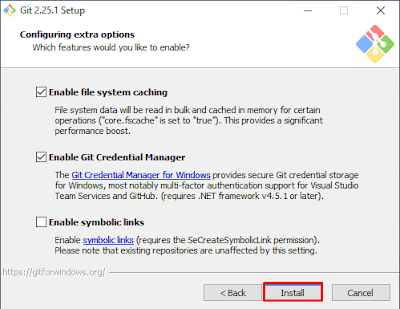 Git 2.25.1 Setup
Configuring extra options
Which features would you like to enable?
Enable file system caching
File system data will be read in bulk and cached in memory for certain
operations ("core.fscache" is set to "true"). This provides a significant
performance boost.
Enable Git Credential Manager
The Git Credential Manager for Windows provides secure Git credential storage
for Windows, most notably multi-factor authentication support for Visual Studio
Team Services and GitHub. (requires .NET framework v4.5.1 or later).
Enable symbolic links
Enable symbolic links (requires the SeCreateSymbolicLink permission).
Please note that existing repositories are unaffected by this setting.
https://gitforwindows.org/
< Back
Install
Cancel